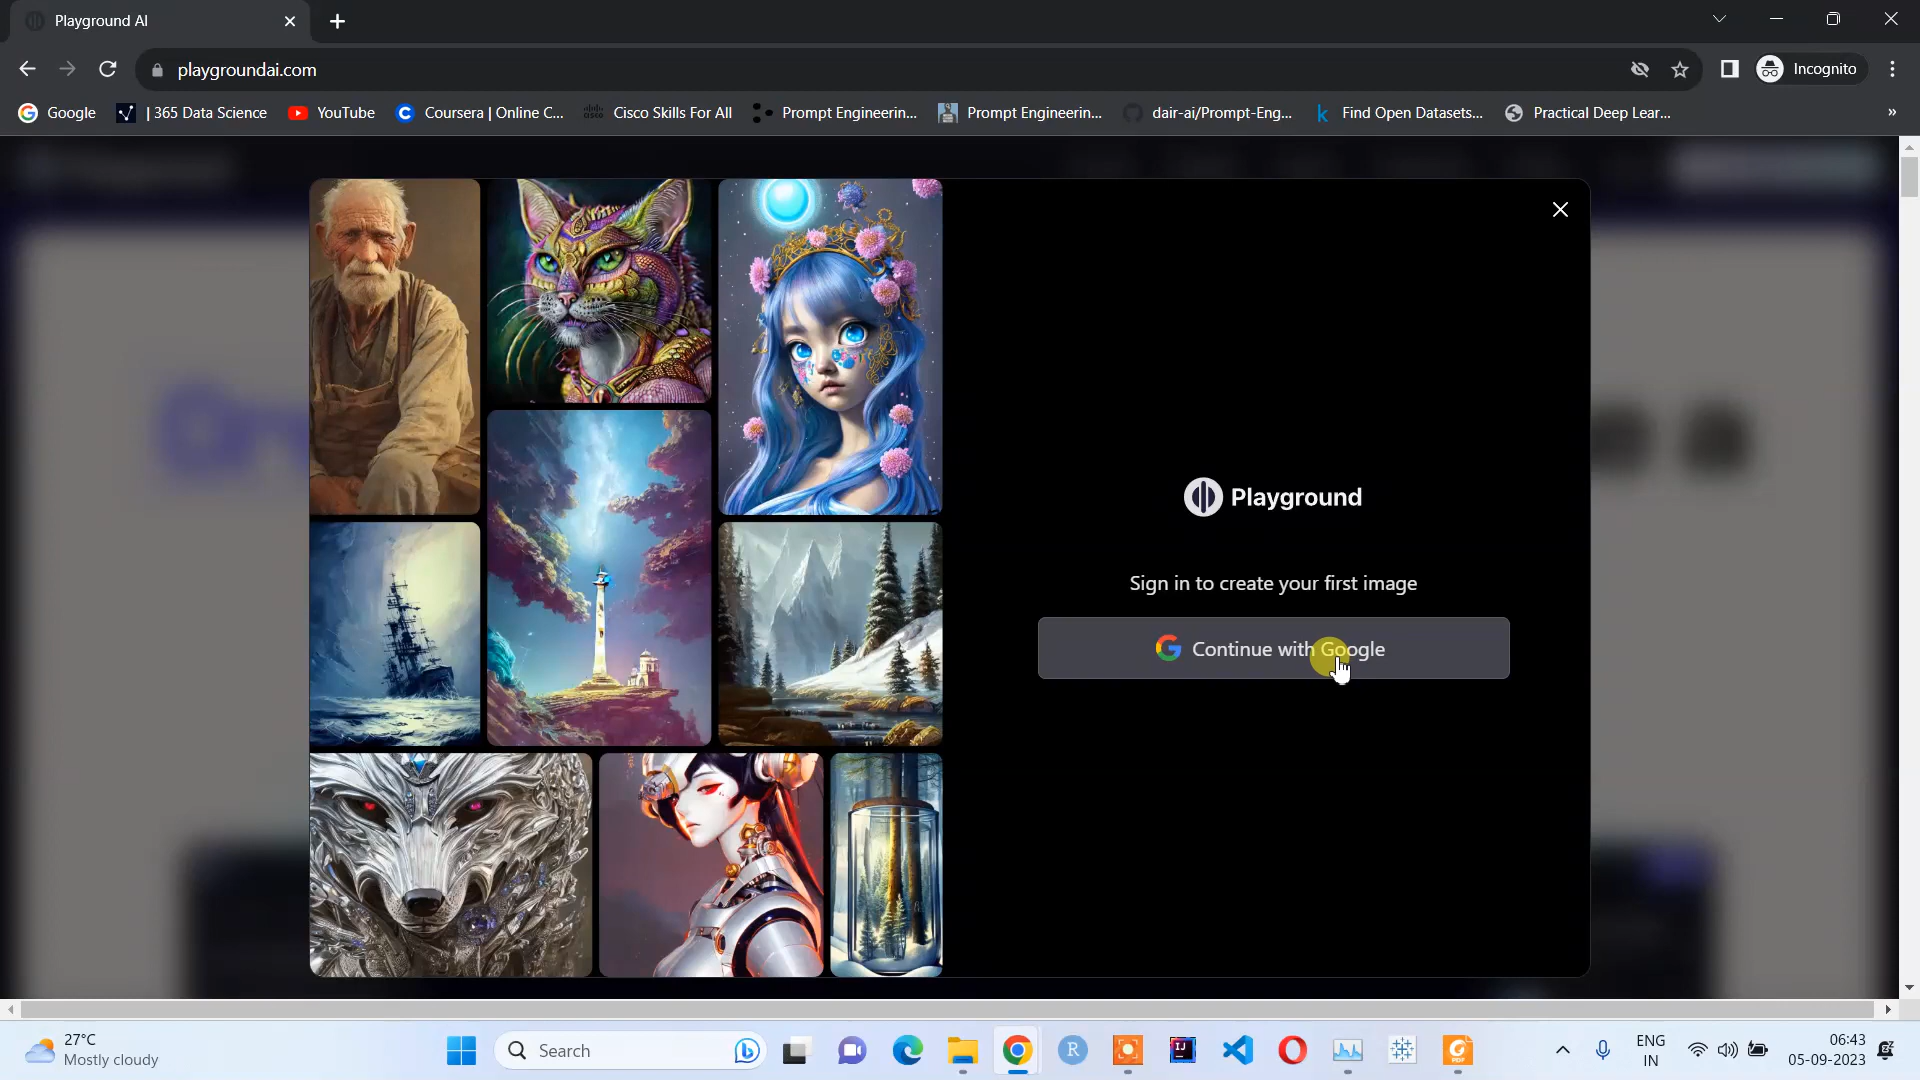 Playground AI
playgroundai.com
Incognito
Google
| 365 Data Science
YouTube
Coursera | Online C...
Cisco Skills For All
Prompt Engineerin...
Prompt Engineerin...
dair-ai/Prompt-Eng...
Find Open Datasets...
Practical Deep Lear...
»
Playground
Sign in to create your first image
Continue with Google
27°C
Mostly cloudy
Search
ENG
IN
06:43
05-09-2023